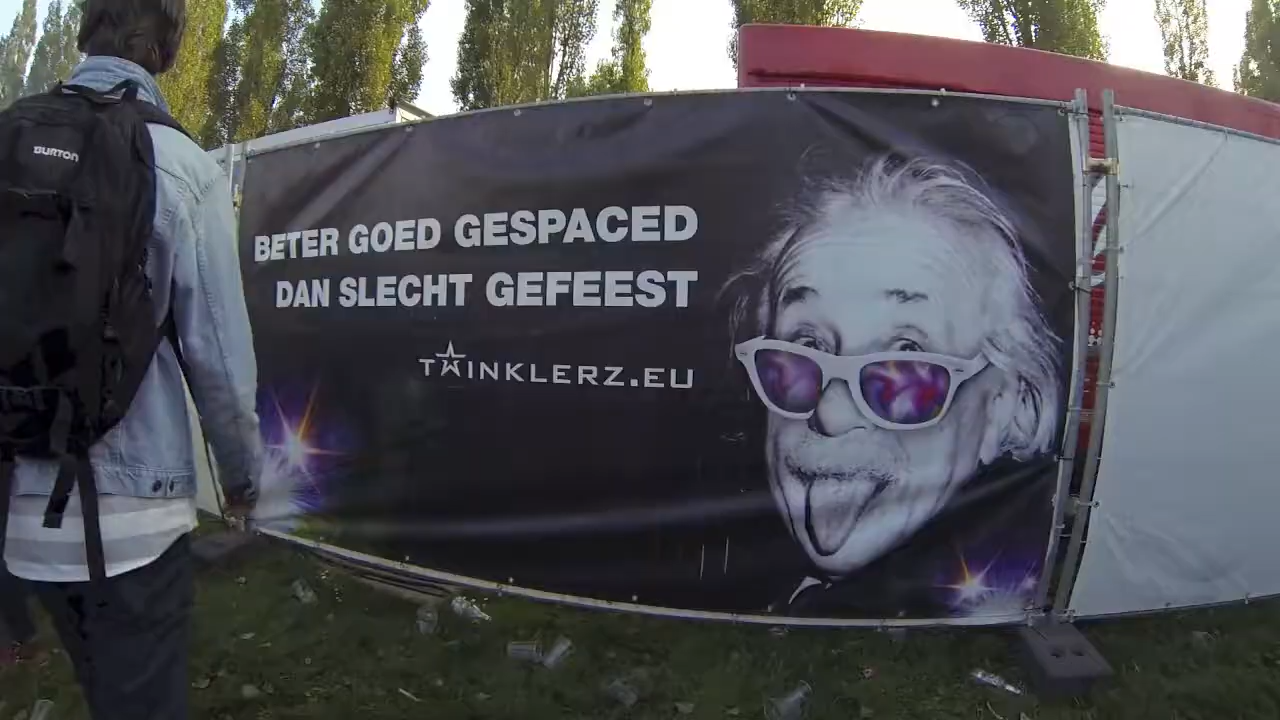 BURTON
BETER GOED GESPACED
DAN SLECHT GEFEEST
TWINKLERZ.EU